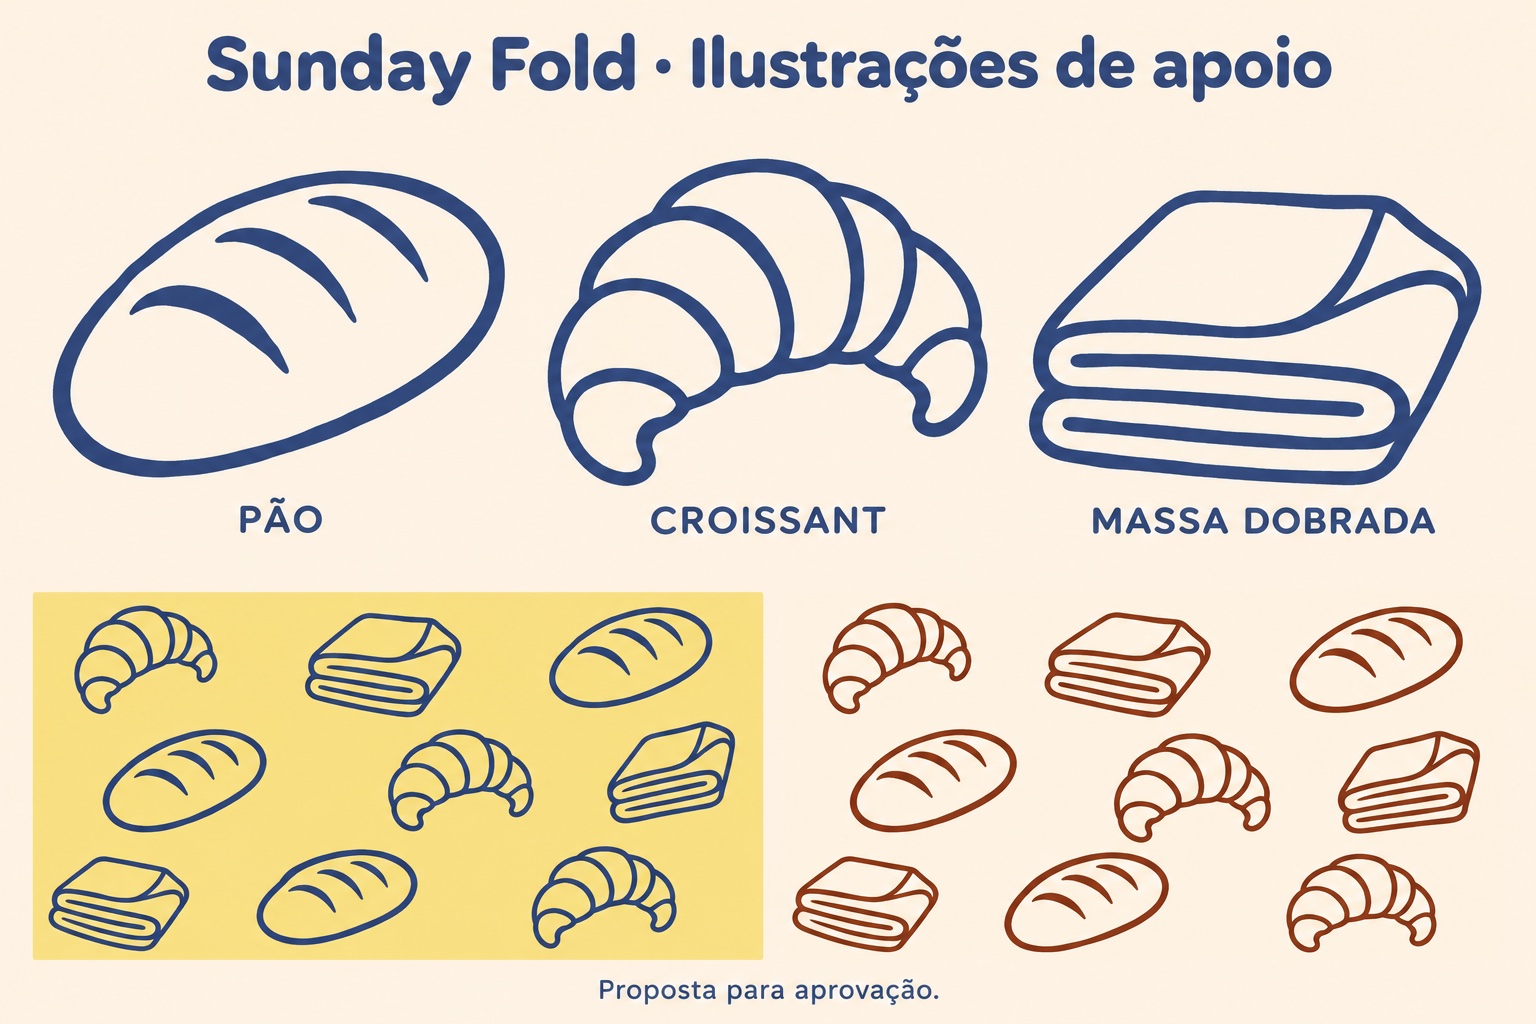 Sunday Fold · Ilustrações de apoio
PÃO
CROISSANT
MASSA DOBRADA
Proposta para aprovação.